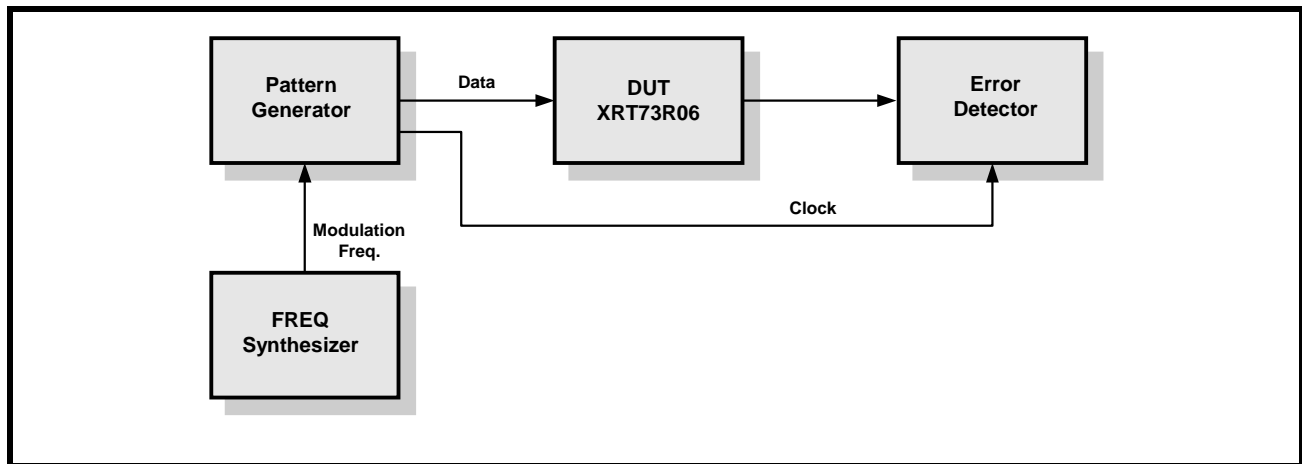 Pattern
Generator
Data
DUT
XRT73R06
Error
Detector
Clock
Modulation
Freq.
FREQ
Synthesizer